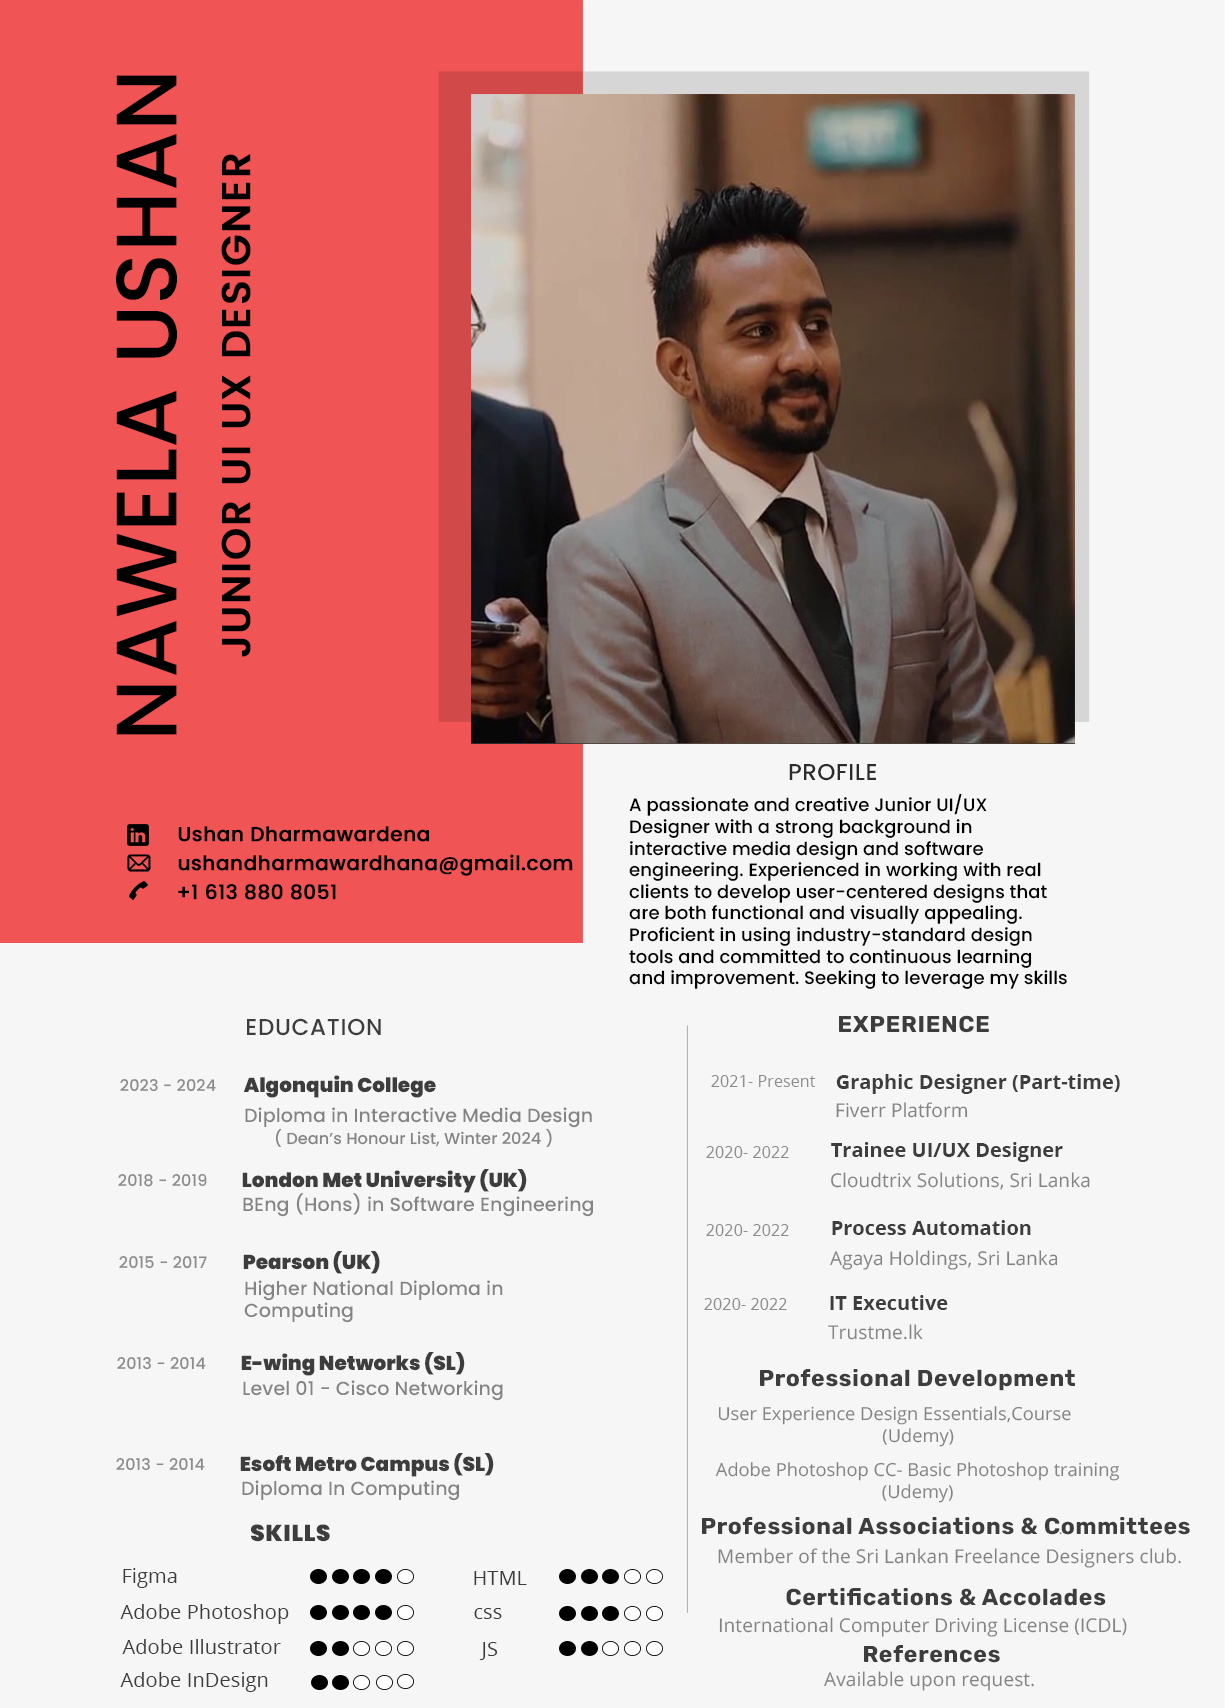 NAWELA USHAN
JUNIOR UI UX DESIGNER
in
Ushan Dharmawardena
ushandharmawardhana@gmail.com
+1 613 880 8051
PROFILE
A passionate and creative Junior UI/UX
Designer with a strong background in
interactive media design and software
engineering. Experienced in working with real
clients to develop user-centered designs that
are both functional and visually appealing.
Proficient in using industry-standard design
tools and committed to continuous learning
and improvement. Seeking to leverage my skills
EDUCATION
2023 - 2024 Algonquin College
Diploma in Interactive Media Design
( Dean's Honour List, Winter 2024 )
2018 - 2019 London Met University (UK)
BEng (Hons) in Software Engineering
2015 - 2017 Pearson (UK)
Higher National Diploma in
Computing
2013 - 2014 E-wing Networks (SL)
Level 01 - Cisco Networking
2013 - 2014 Esoft Metro Campus (SL)
Diploma In Computing
SKILLS
Figma
Adobe Photoshop
Adobe Illustrator
Adobe InDesign
HTML
css
JS
EXPERIENCE
2021- Present Graphic Designer (Part-time)
Fiverr Platform
2020- 2022 Trainee UI/UX Designer
Cloudtrix Solutions, Sri Lanka
2020- 2022 Process Automation
Agaya Holdings, Sri Lanka
2020- 2022 IT Executive
Trustme.lk
Professional Development
User Experience Design Essentials,Course
(Udemy)
Adobe Photoshop CC- Basic Photoshop training
(Udemy)
Professional Associations & Committees
Member of the Sri Lankan Freelance Designers club.
Certifications & Accolades
International Computer Driving License (ICDL)
References
Available upon request.